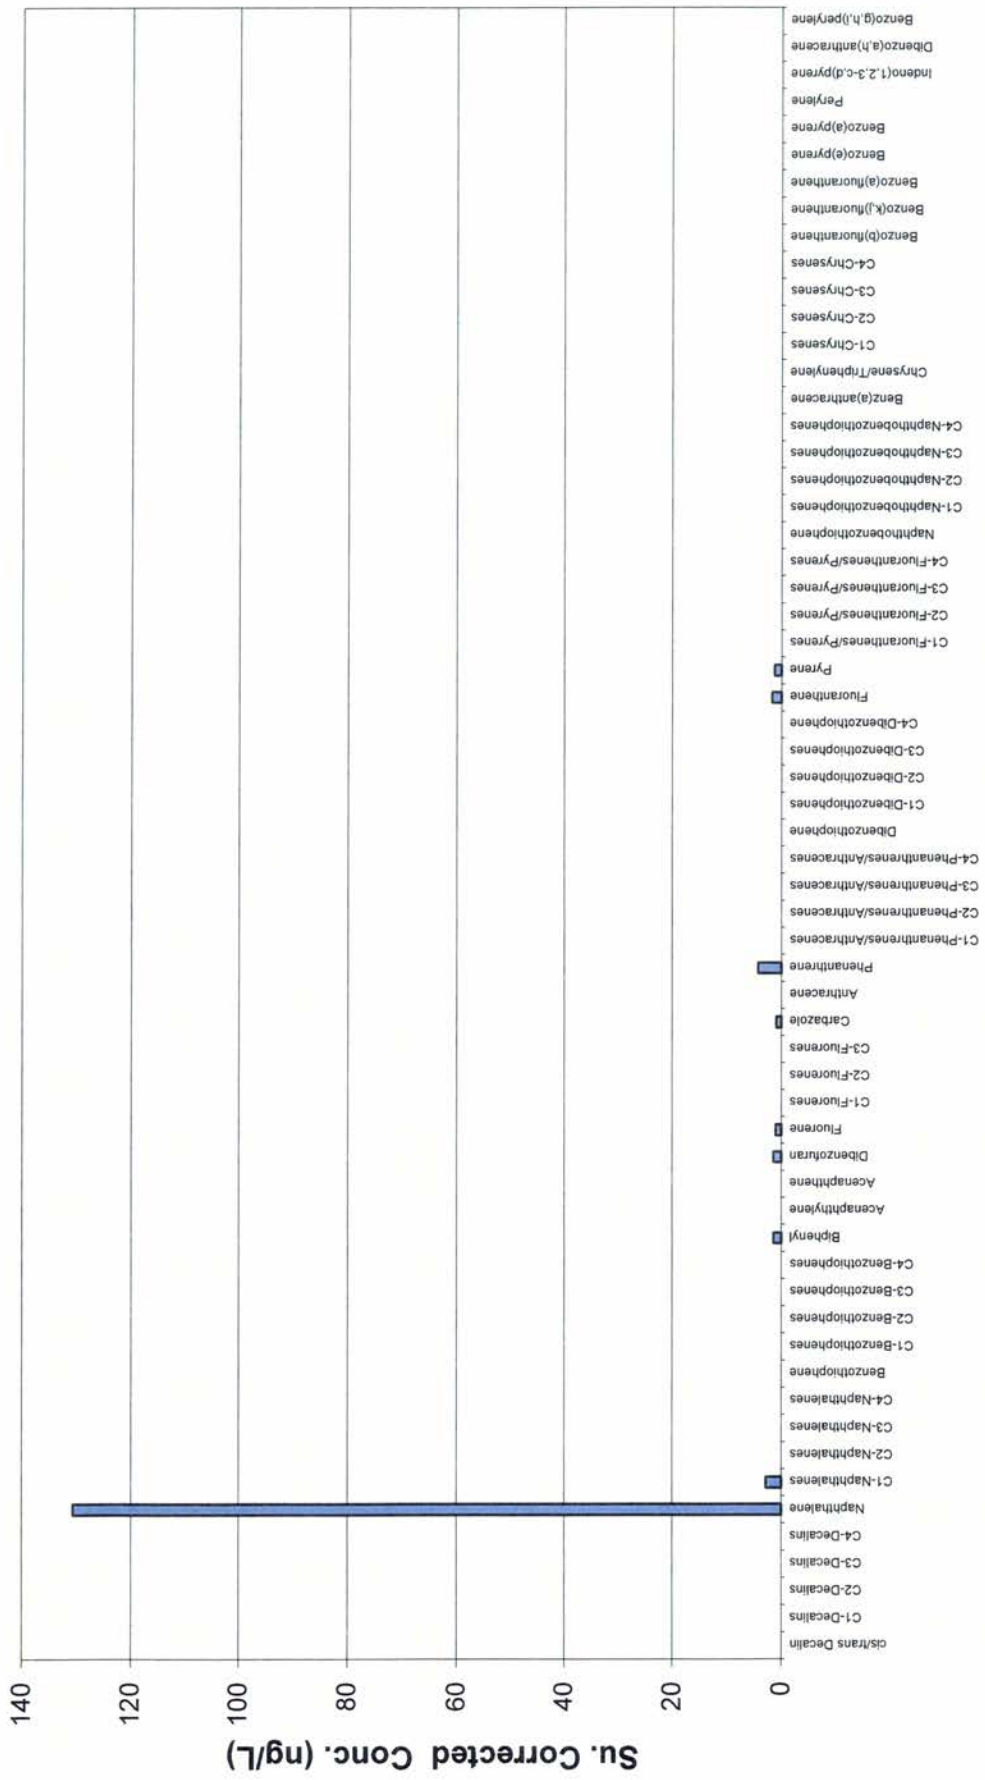 Su. Corrected Conc. (ng/L)
140
120
100
80
60
40
20
0
cis/trans Decalin
C1-Decalins
C2-Decalins
C3-Decalins
C4-Decalins
Naphthalene
C1-Naphthalenes
C2-Naphthalenes
C3-Naphthalenes
C4-Naphthalenes
Benzothiophene
C1-Benzothiophenes
C2-Benzothiophenes
C3-Benzothiophenes
C4-Benzothiophenes
Biphenyl
Acenaphthylene
Acenaphthene
Dibenzofuran
Fluorene
C1-Fluorenes
C2-Fluorenes
C3-Fluorenes
Carbazole
Anthracene
Phenanthrene
C1-Phenanthrenes/Anthracenes
C2-Phenanthrenes/Anthracenes
C3-Phenanthrenes/Anthracenes
C4-Phenanthrenes/Anthracenes
Dibenzothiophene
C1-Dibenzothiophenes
C2-Dibenzothiophenes
C3-Dibenzothiophenes
C4-Dibenzothiophene
Fluoranthene
Pyrene
C1-Fluoranthenes/Pyrenes
C2-Fluoranthenes/Pyrenes
C3-Fluoranthenes/Pyrenes
C4-Fluoranthenes/Pyrenes
Naphthobenzothiophene
C1-Naphthobenzothiophenes
C2-Naphthobenzothiophenes
C3-Naphthobenzothiophenes
C4-Naphthobenzothiophenes
Benz(a)anthracene
Chrysene/Triphenylene
C1-Chrysenes
C2-Chrysenes
C3-Chrysenes
C4-Chrysenes
Benzo(b)fluoranthene
Benzo(k,j)fluoranthene
Benzo(a)fluoranthene
Benzo(e)pyrene
Benzo(a)pyrene
Perylene
Indeno(1,2,3-c,d)pyrene
Dibenzo(a,h)anthracene
Benzo(g,h,i)perylene